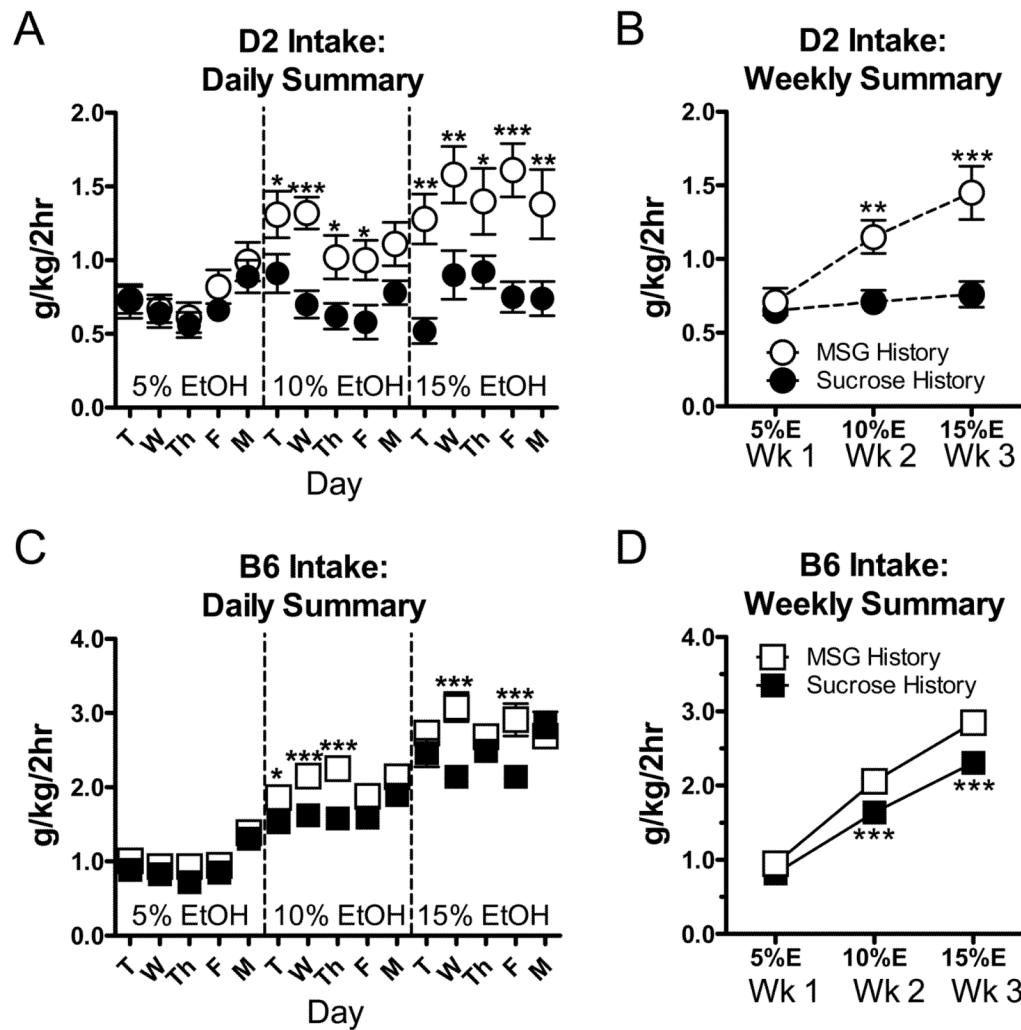 A
D2 Intake:
Daily Summary
g/kg/2hr
2.0
1.5
1.0
0.5
0.0
* *** * * ** ** * *** **
5% EtOH 10% EtOH 15% EtOH
T W Th F M T W Th F M T W Th F M
Day
B
D2 Intake:
Weekly Summary
g/kg/2hr
2.0
1.5
1.0
0.5
0.0
** ***
MSG History
Sucrose History
5%E 10%E 15%E
Wk 1 Wk 2 Wk 3
C
B6 Intake:
Daily Summary
g/kg/2hr
4.0
3.0
2.0
1.0
0.0
* *** *** *** ***
5% EtOH 10% EtOH 15% EtOH
T W Th F M T W Th F M T W Th F M
Day
D
B6 Intake:
Weekly Summary
g/kg/2hr
4.0
3.0
2.0
1.0
0.0
MSG History
Sucrose History
*** ***
5%E 10%E 15%E
Wk 1 Wk 2 Wk 3